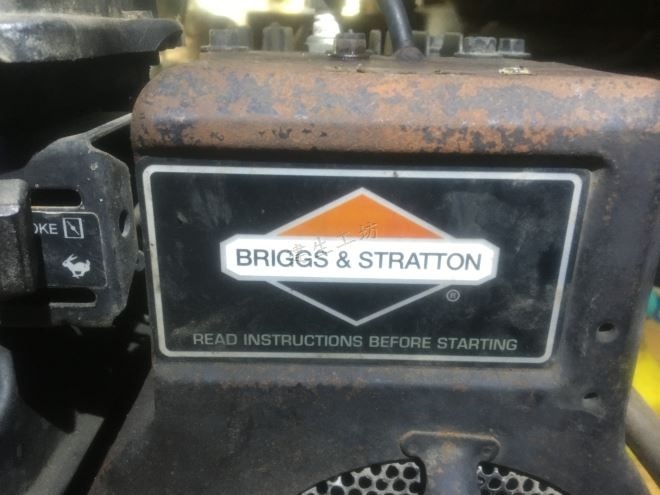 OKE
BRIGGS & STRATTON
®
READ INSTRUCTIONS BEFORE STARTING